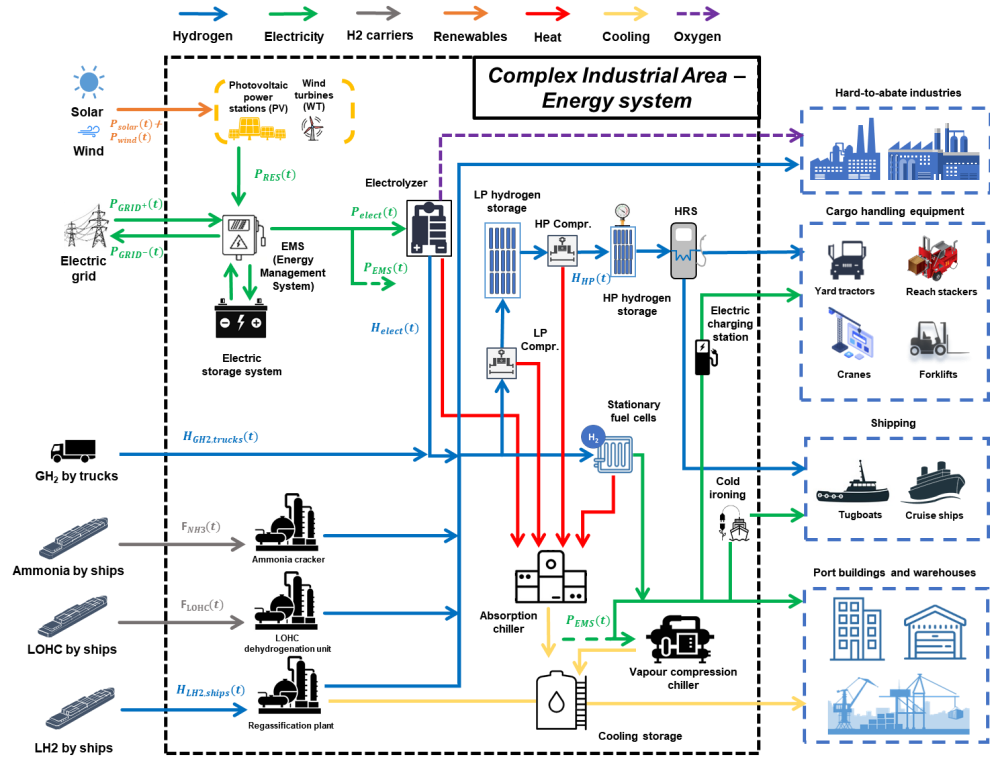 Hydrogen
Electricity
H2 carriers
Renewables
Heat
Cooling
Oxygen
Complex Industrial Area –
Energy system
Solar
Wind
P_solar(t)+
P_wind(t)
Photovoltaic
power
stations (PV)
Wind
turbines
(WT)
P_RES(t)
P_GRID+(t)
P_GRID-(t)
Electric
grid
EMS
(Energy
Management
System)
Electric
storage system
P_elect(t)
P_EMS(t)
Electrolyzer
H_elect(t)
LP hydrogen
storage
HP Compr.
H_HP(t)
HP hydrogen
storage
HRS
LP
Compr.
Electric
charging
station
Stationary
fuel cells
H₂
Cold
ironing
GH₂ by trucks
H_GH2,trucks(t)
Ammonia by ships
F_NH3(t)
Ammonia cracker
LOHC by ships
F_LOHC(t)
LOHC
dehydrogenation unit
LH2 by ships
H_LH2,ships(t)
Regassification plant
Absorption
chiller
P_EMS(t)
Vapour compression
chiller
Cooling storage
Hard-to-abate industries
Cargo handling equipment
Yard tractors
Reach stackers
Cranes
Forklifts
Shipping
Tugboats
Cruise ships
Port buildings and warehouses